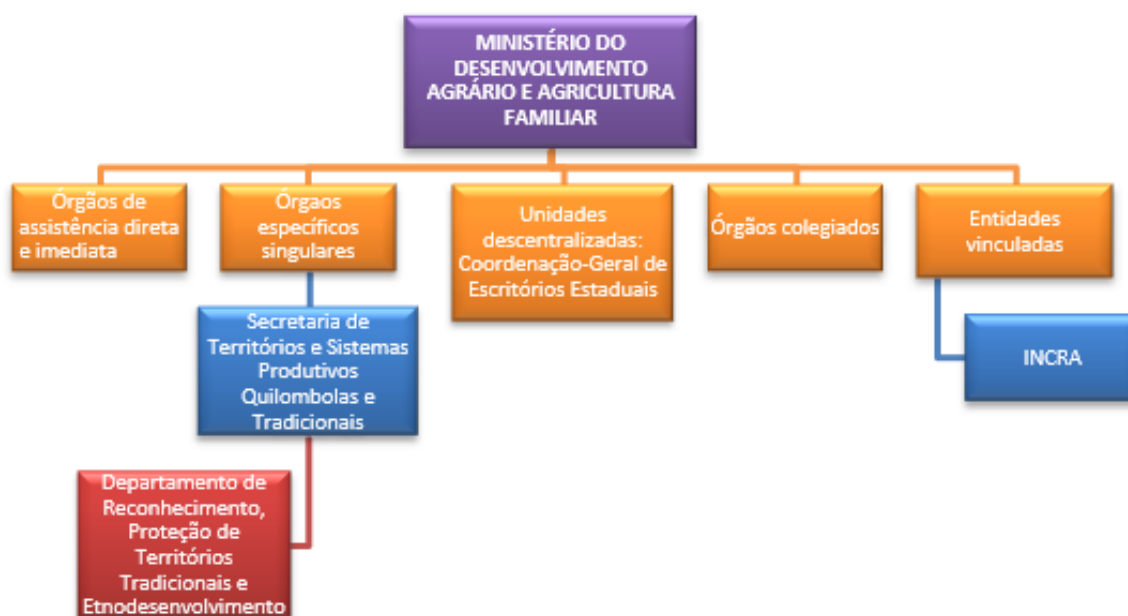 MINISTÉRIO DO
DESENVOLVIMENTO
AGRÁRIO E AGRICULTURA
FAMILIAR
Órgãos de
assistência direta
e imediata
Órgaos
específicos
singulares
Unidades
descentralizadas:
Coordenação-Geral de
Escritórios Estaduais
Órgãos colegiados
Entidades
vinculadas
Secretaria de
Territórios e Sistemas
Produtivos
Quilombolas e
Tradicionais
INCRA
Departamento de
Reconhecimento,
Proteção de
Territórios
Tradicionais e
Etnodesenvolvimento